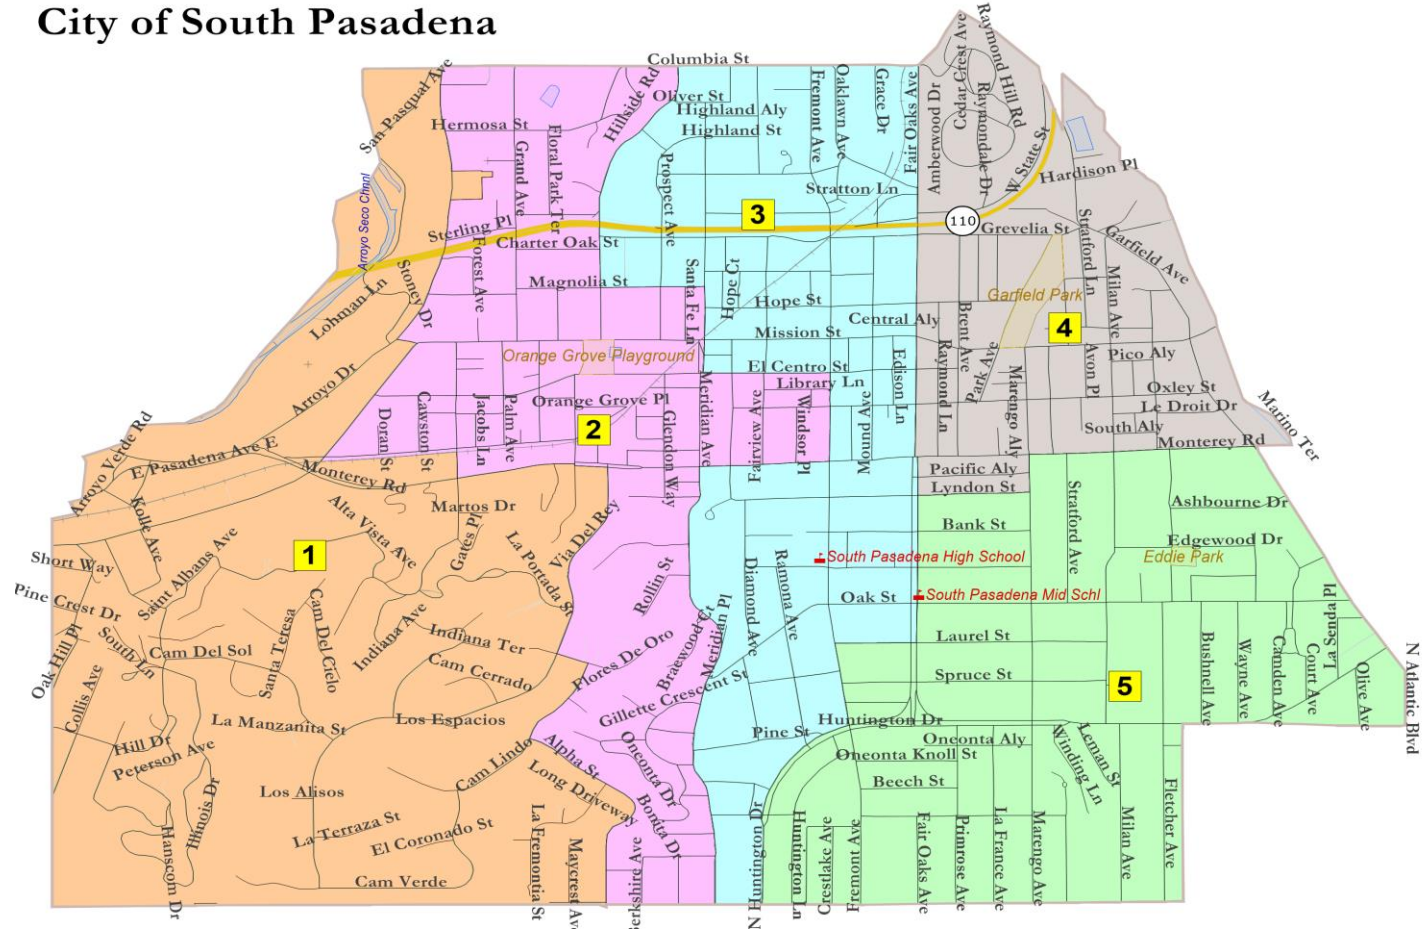 City of South Pasadena
Columbia St
San Pasqual Ave
Hillside Rd
Oliver St
Highland Aly
Highland St
Fremont Ave
Oaklawn Ave
Grace Dr
Fair Oaks Ave
Amberwood Dr
Cedar Crest Ave
Raymond Hill Rd
Raymondale Dr
W State St
Hardison Pl
Hermosa St
Grand Ave
Floral Park Ter
Prospect Ave
Stratton Ln
3
110
Grevelia St
Stratford Ln
Garfield Ave
Arroyo Seco Chnnl
Sterling Pl
Charter Oak St
Forest Ave
Magnolia St
Stoney Dr
Lohman Ln
Santa Fe Ln
Hope Ct
Hope St
Mission St
Central Aly
Garfield Park
Milan Ave
4
Brent Ave
Park Ave
Raymond Ln
Edison Ln
Pico Aly
Avon Pl
Marengo Aly
Orange Grove Playground
El Centro St
Library Ln
Oxley St
Le Droit Dr
South Aly
Monterey Rd
Marino Ter
Arroyo Dr
Arroyo Verde Rd
E Pasadena Ave E
Doran St
Cawston St
Jacobs Ln
Palm Ave
Orange Grove Pl
2
Glendon Way
Meridian Ave
Fairview Ave
Windsor Pl
Mound Ave
Monterey Rd
Pacific Aly
Lyndon St
Bank St
Stratford Ave
Ashbourne Dr
Edgewood Dr
Eddie Park
Kolle Ave
Alta Vista Ave
Martos Dr
Gates Pl
La Portada St
Via Del Rey
Short Way
Saint Albans Ave
1
South Pasadena High School
South Pasadena Mid Schl
Pine Crest Dr
Oak Hill Pl
South Ln
Cam Del Sol
Santa Teresa
Cam Del Cielo
Indiana Ave
Indiana Ter
Cam Cerrado
Rollin St
Flores De Oro
Braewood Ct
Meridian Pl
Diamond Ave
Ramona Ave
Oak St
Laurel St
Spruce St
5
Bushnell Ave
Wayne Ave
Camden Ave
Court Ave
La Senda Pl
Olive Ave
N Atlantic Blvd
Collis Ave
La Manzanita St
Los Espacios
Gillette Crescent St
Pine St
Huntington Dr
Oneonta Aly
Oneonta Knoll St
Winding Ln
Leman St
Hill Dr
Peterson Ave
Illinois Dr
Los Alisos
Cam Lindo
Alpha St
Long Driveway
Oneonta Dr
Bonita Dr
Beech St
Hanscom Dr
La Terraza St
El Coronado St
Cam Verde
La Fremontia St
Maycrest Av
erkshire Ave
N Huntington Dr
Huntington Ln
Crestlake Ave
Fremont Ave
Fair Oaks Ave
Primrose Ave
La France Ave
Marengo Ave
Milan Ave
Fletcher Ave